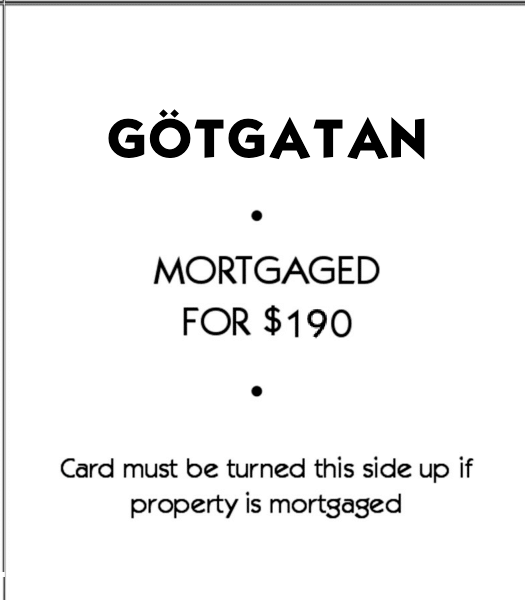 GÖTGATAN
•
MORTGAGED
FOR $190
•
Card must be turned this side up if
property is mortgaged